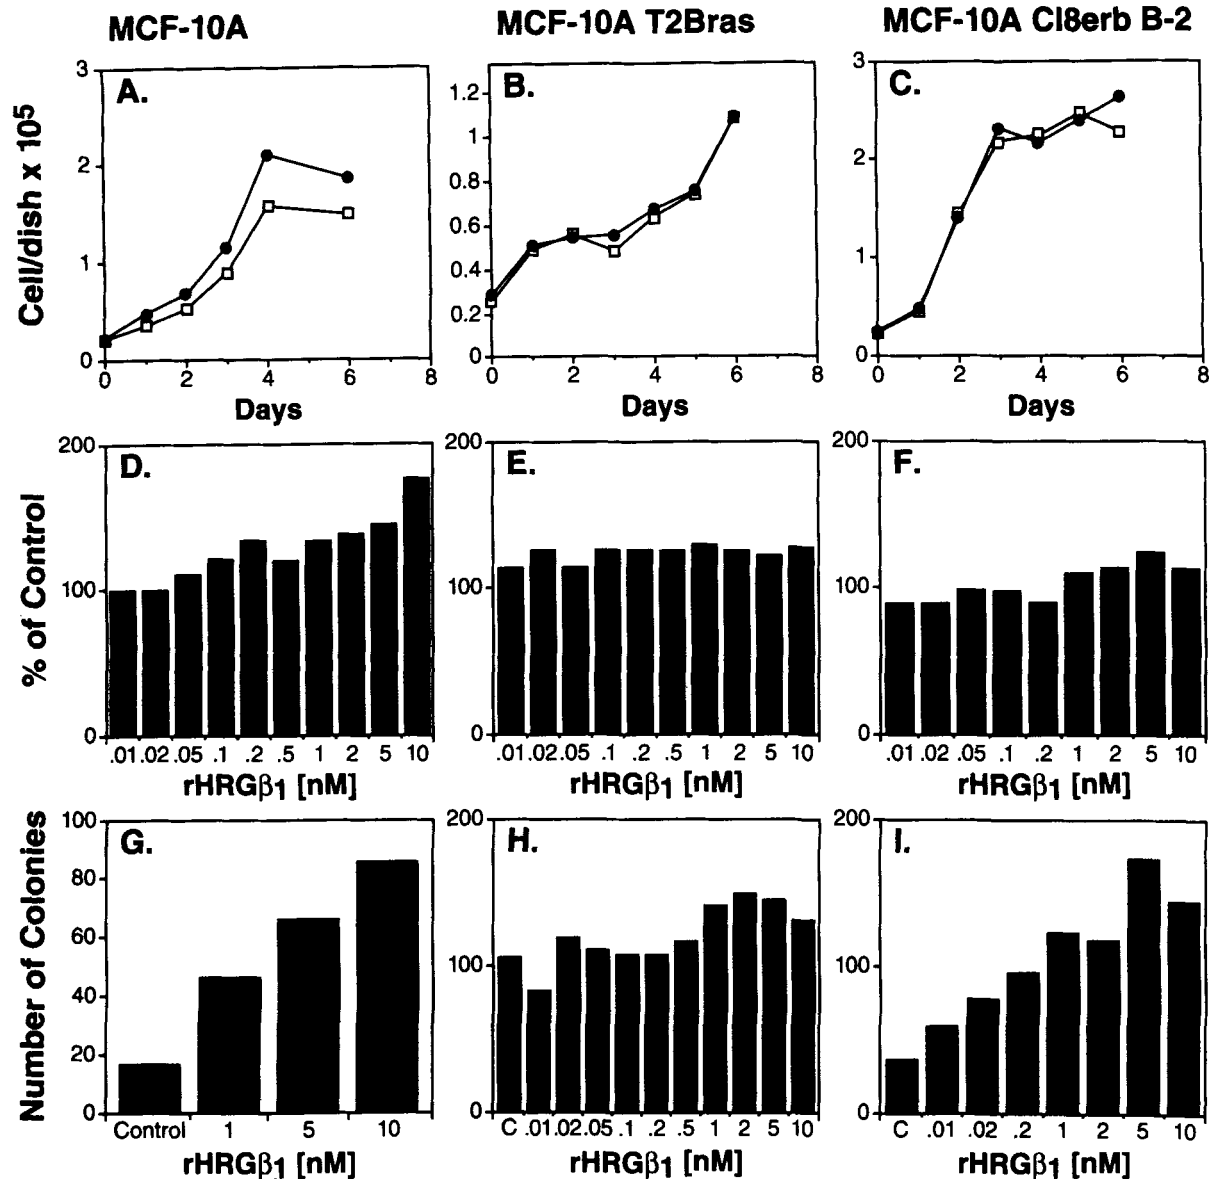 MCF-10A
MCF-10A T2Bras
MCF-10A Cl8erb B-2
Cell/dish x 10⁵
A.
3
2
1
0
0 2 4 6 8
Days
B.
1.2
1
0.8
0.6
0.4
0.2
0
0 2 4 6 8
Days
C.
3
2
1
0
0 2 4 6 8
Days
% of Control
D.
200
100
0
.01 .02 .05 .1 .2 .5 1 2 5 10
rHRGβ₁ [nM]
E.
200
100
0
.01 .02 .05 .1 .2 .5 1 2 5 10
rHRGβ₁ [nM]
F.
200
100
0
.01 .02 .05 .1 .2 1 2 5 10
rHRGβ₁ [nM]
Number of Colonies
G.
100
80
60
40
20
0
Control 1 5 10
rHRGβ₁ [nM]
H.
200
100
0
C .01 .02 .05 .1 .2 .5 1 2 5 10
rHRGβ₁ [nM]
I.
200
100
0
C .01 .02 .2 1 2 5 10
rHRGβ₁ [nM]